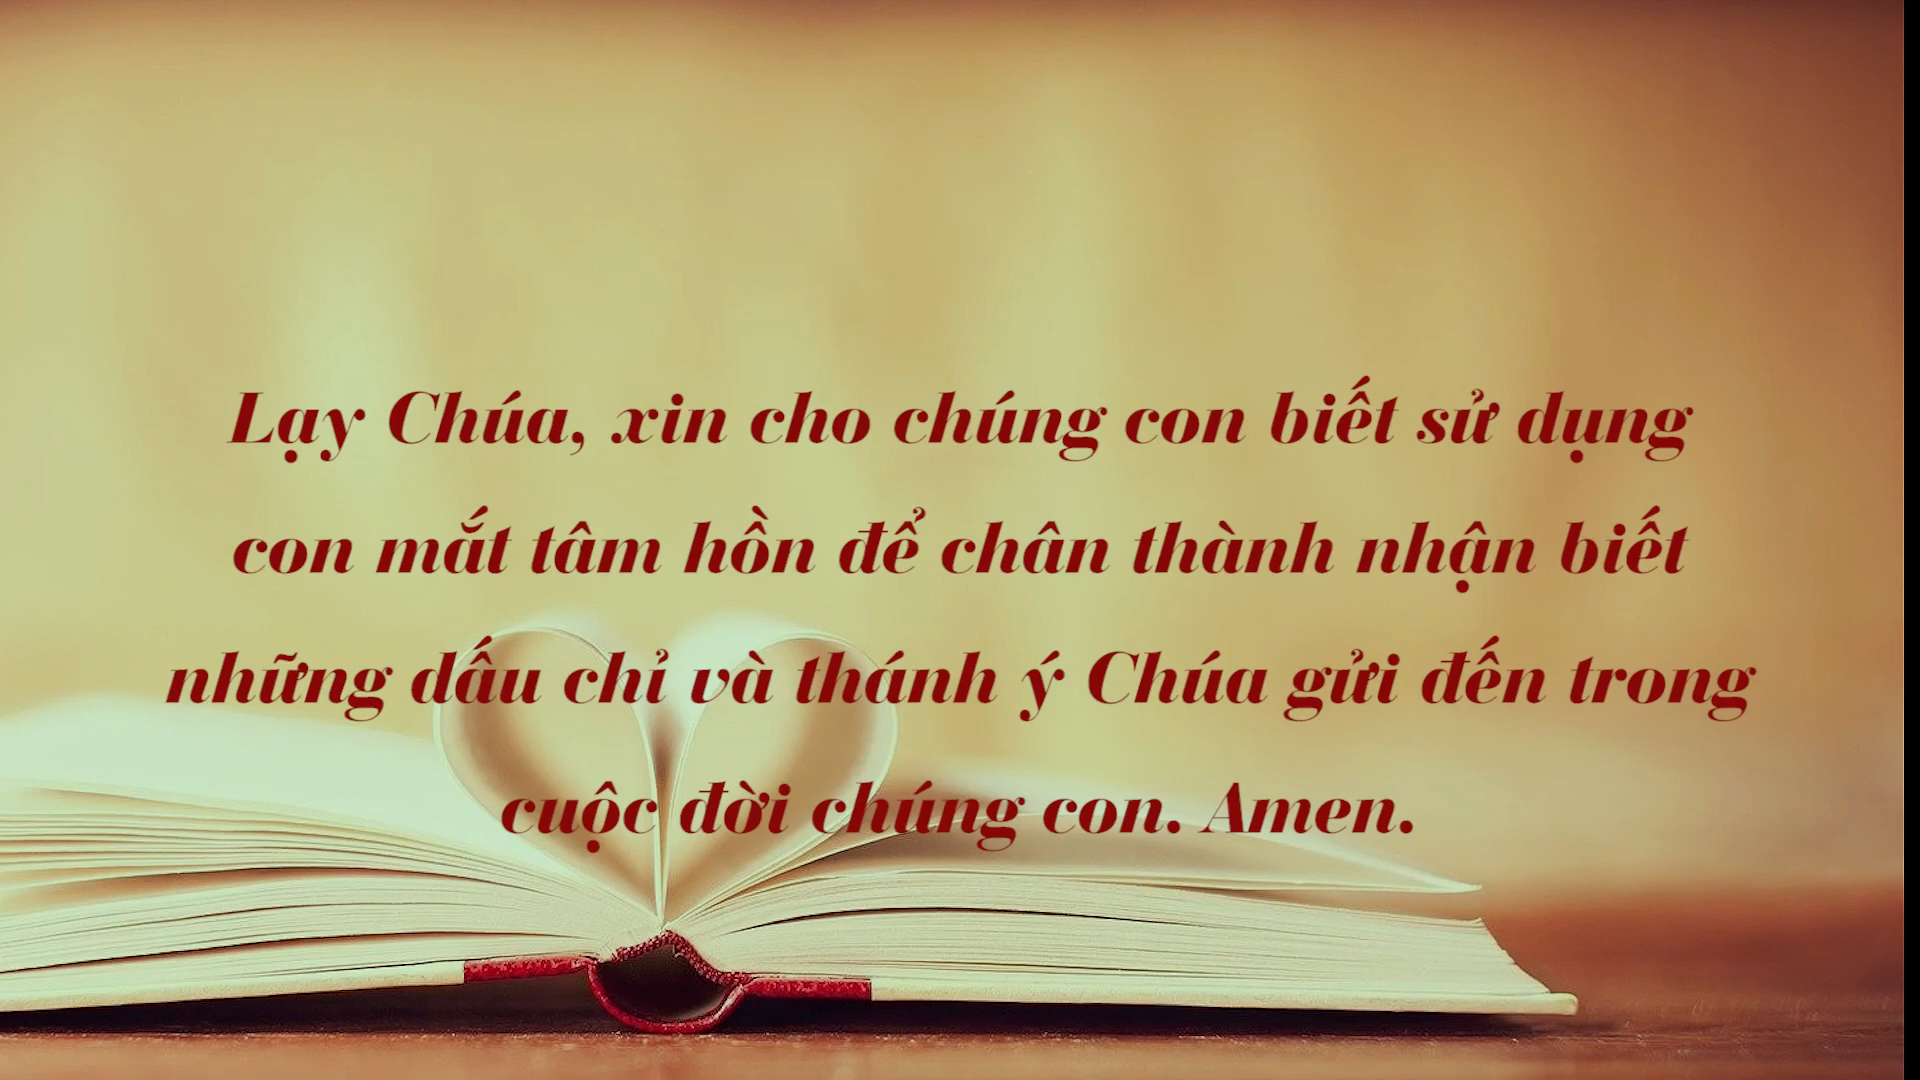 Lạy Chúa, xin cho chúng con biết sử dụng
con mắt tâm hồn để chân thành nhận biết
những dấu chỉ và thánh ý Chúa gửi đến trong
cuộc đời chúng con. Amen.